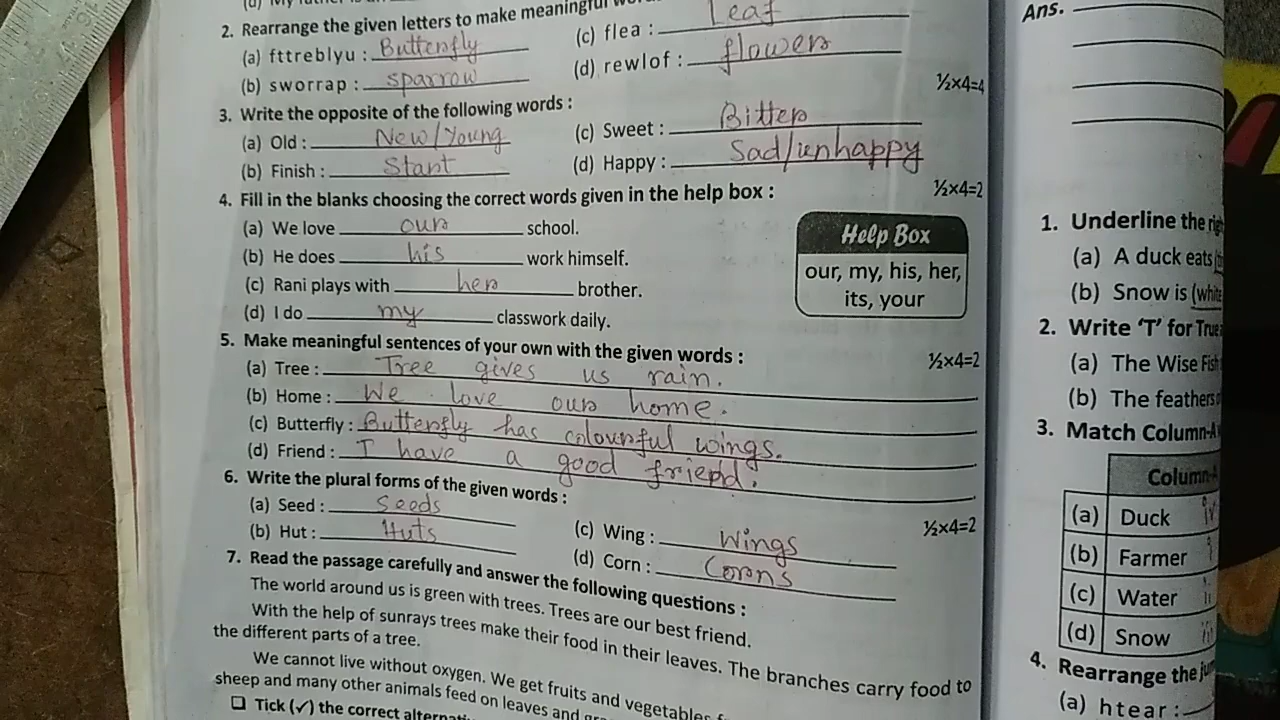 2. Rearrange the given letters to make meaningful
(a) fttreblyu : Butterfly
(c) flea : Leaf
(b) sworrap : sparrow
(d) rewlof : flower
½×4=4
3. Write the opposite of the following words :
(a) Old : New/Young
(c) Sweet : Bitter
(b) Finish : Start
(d) Happy : Sad/unhappy
½×4=2
4. Fill in the blanks choosing the correct words given in the help box :
(a) We love our school.
(b) He does his work himself.
(c) Rani plays with her brother.
(d) I do my classwork daily.
Help Box
our, my, his, her,
its, your
5. Make meaningful sentences of your own with the given words :
½×4=2
(a) Tree : Tree gives us rain.
(b) Home : We love our home.
(c) Butterfly : Butterfly has colourful wings.
(d) Friend : I have a good friend.
6. Write the plural forms of the given words :
½×4=2
(a) Seed : Seeds
(c) Wing : Wings
(b) Hut : Huts
(d) Corn : Corns
7. Read the passage carefully and answer the following questions :
The world around us is green with trees. Trees are our best friend.
With the help of sunrays trees make their food in their leaves. The branches carry food to
the different parts of a tree.
We cannot live without oxygen. We get fruits and vegetables
sheep and many other animals feed on leaves and
Tick (✓) the correct
Ans.
1. Underline the
(a) A duck eats
(b) Snow is (white
2. Write 'T' for True
(a) The Wise Fish
(b) The feathers
3. Match Column-A
Column-A
(a) Duck
(b) Farmer
(c) Water
(d) Snow
4. Rearrange the
(a) htear :